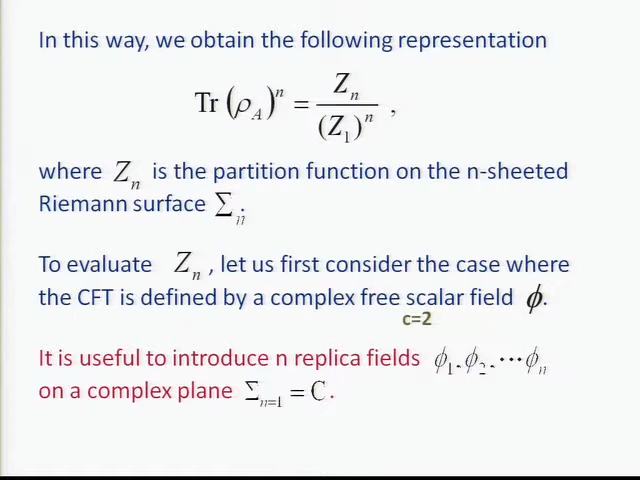 In this way, we obtain the following representation
Tr (ρ_A)^n = Z_n / (Z_1)^n ,
where Z_n is the partition function on the n-sheeted
Riemann surface Σ_n.
To evaluate Z_n , let us first consider the case where
the CFT is defined by a complex free scalar field ϕ.
c=2
It is useful to introduce n replica fields ϕ_1, ϕ_2, ⋯ ϕ_n
on a complex plane Σ_{n=1} = C .